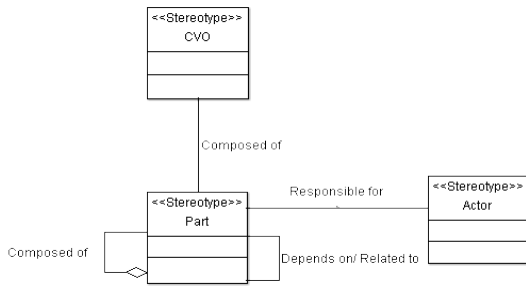 <<Stereotype>>
CVO
Composed of
<<Stereotype>>
Part
Responsible for
<<Stereotype>>
Actor
Composed of
Depends on/ Related to